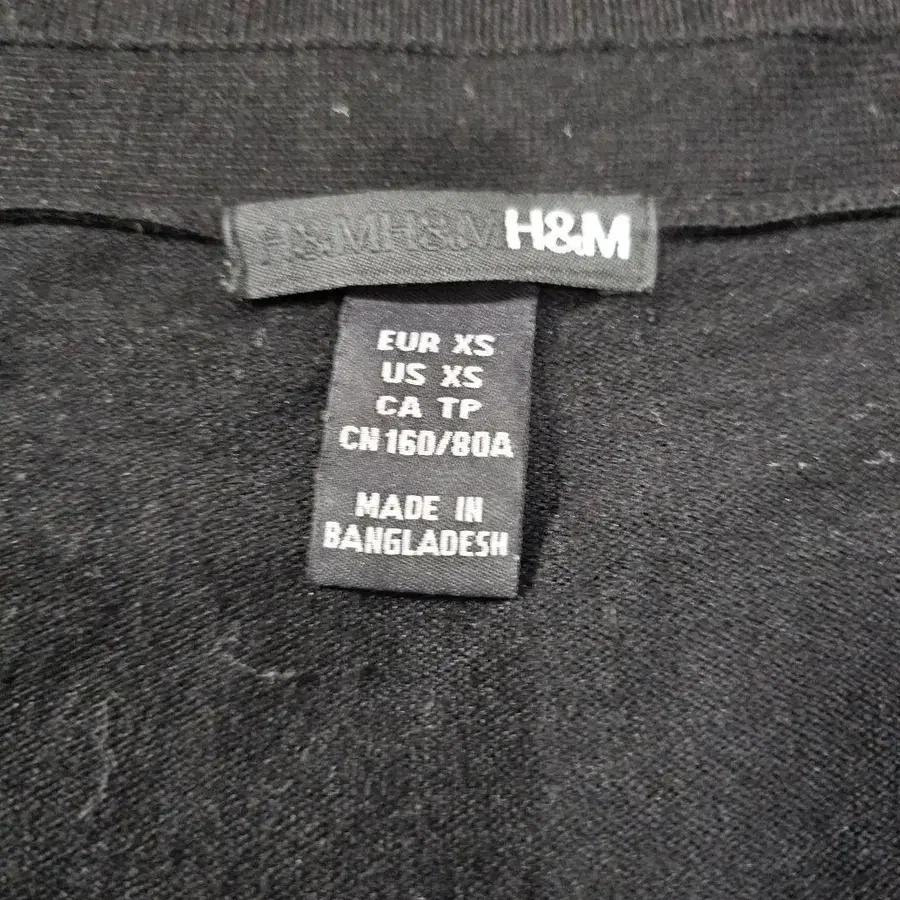 H&MH&MH&M
EUR XS
US XS
CA TP
CN 160/80A
MADE IN
BANGLADESH